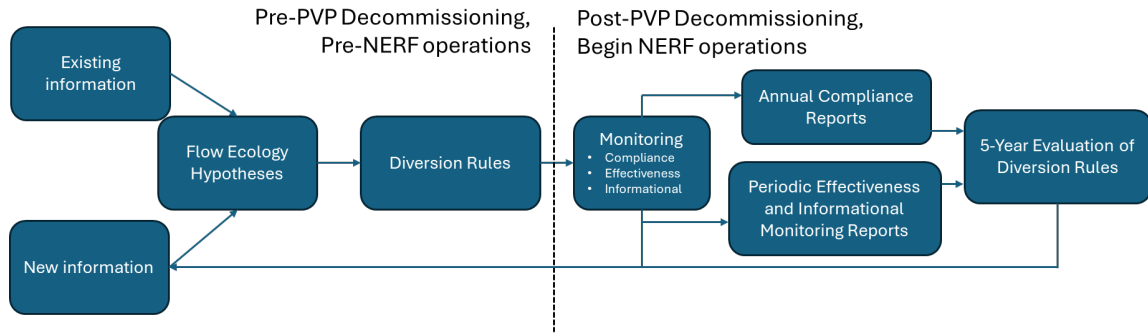 Pre-PVP Decommissioning,
Pre-NERF operations
Post-PVP Decommissioning,
Begin NERF operations
Existing
information
Flow Ecology
Hypotheses
New information
Diversion Rules
Monitoring
• Compliance
• Effectiveness
• Informational
Annual Compliance
Reports
Periodic Effectiveness
and Informational
Monitoring Reports
5-Year Evaluation of
Diversion Rules